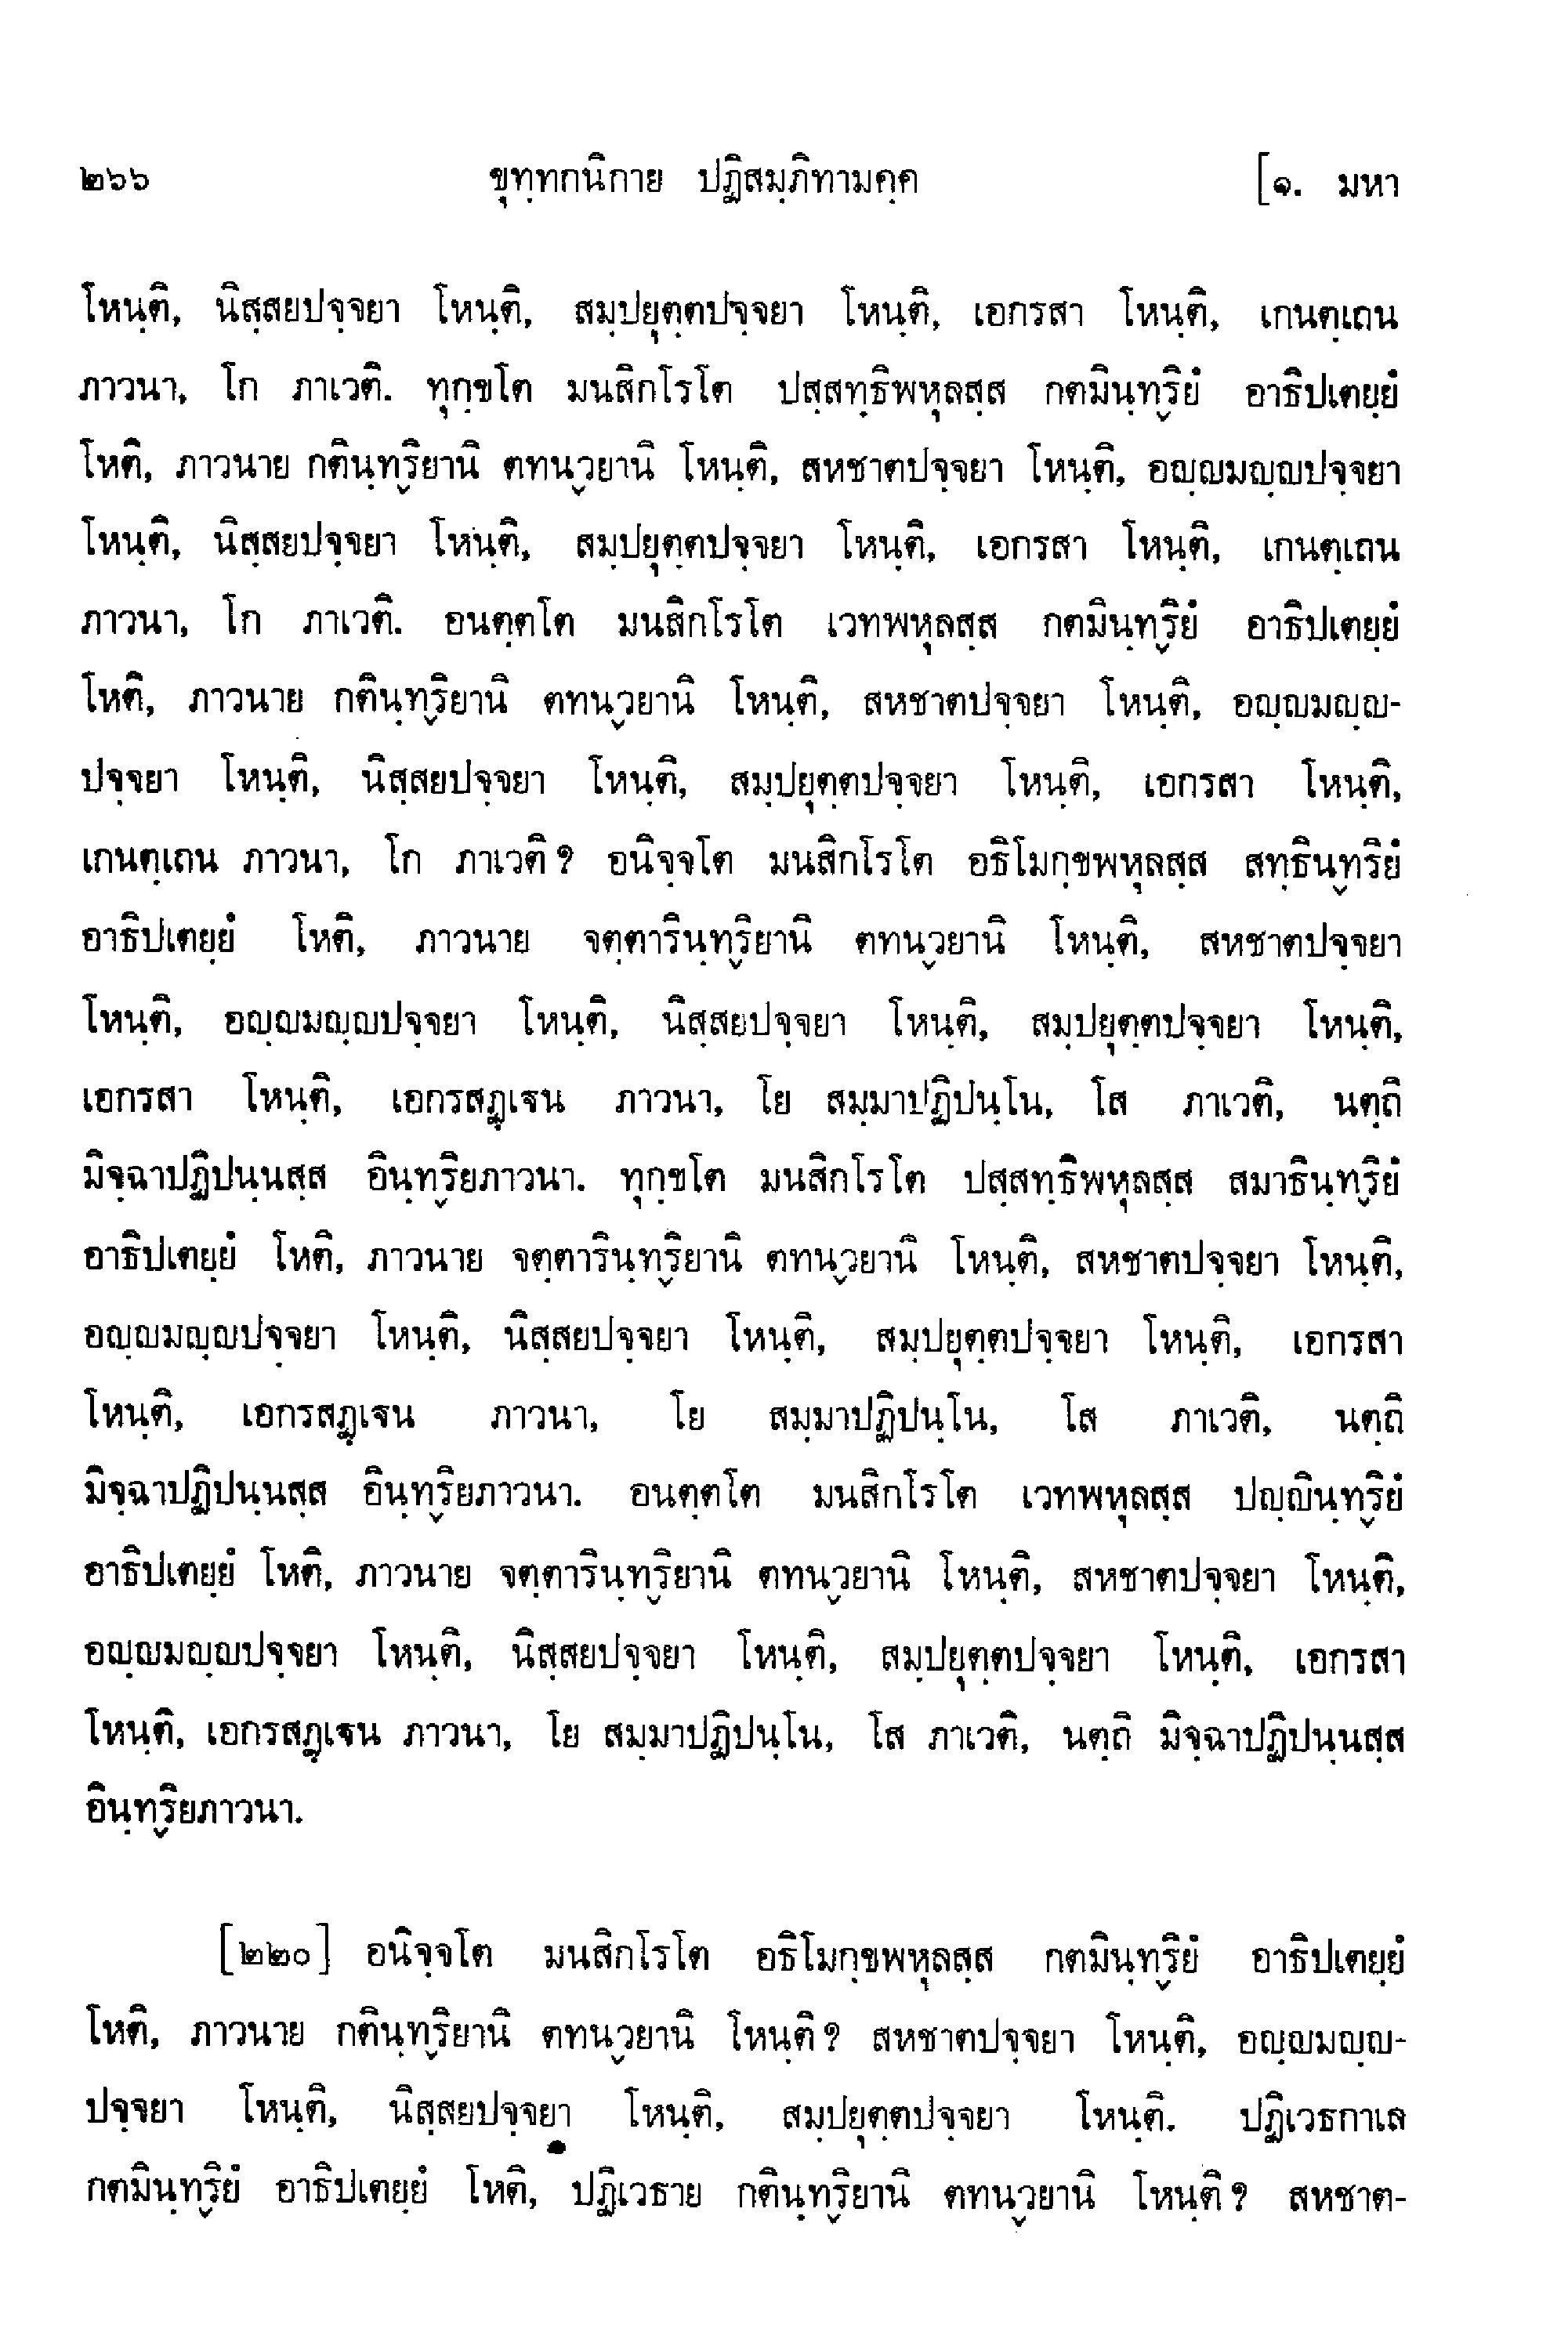 ๒๖๖ ขุทฺทกนิกาย ปฏิสมฺภิทามคฺค [๑. มหา
โหนฺติ, นิสฺสยปจฺจยา โหนฺติ, สมฺปยุตฺตปจฺจยา โหนฺติ, เอกรสา โหนฺติ, เกนตฺเถน
ภาวนา, โก ภาเวติ. ทุกฺขโต มนสิกโรโต ปสฺสทฺธิพหุลสฺส กตมินฺทฺริยํ อาธิปเตยฺยํ
โหติ, ภาวนาย กตินฺทฺริยานิ ตทนฺวยานิ โหนฺติ, สหชาตปจฺจยา โหนฺติ, อญฺญมญฺญปจฺจยา
โหนฺติ, นิสฺสยปจฺจยา โหนฺติ, สมฺปยุตฺตปจฺจยา โหนฺติ, เอกรสา โหนฺติ, เกนตฺเถน
ภาวนา, โก ภาเวติ. อนตฺตโต มนสิกโรโต เวทพหุลสฺส กตมินฺทฺริยํ อาธิปเตยฺยํ
โหติ, ภาวนาย กตินฺทฺริยานิ ตทนฺวยานิ โหนฺติ, สหชาตปจฺจยา โหนฺติ, อญฺญมญฺญ-
ปจฺจยา โหนฺติ, นิสฺสยปจฺจยา โหนฺติ, สมฺปยุตฺตปจฺจยา โหนฺติ, เอกรสา โหนฺติ,
เกนตฺเถน ภาวนา, โก ภาเวติ? อนิจฺจโต มนสิกโรโต อธิโมกฺขพหุลสฺส สทฺธินฺทฺริยํ
อาธิปเตยฺยํ โหติ, ภาวนาย จตฺตารินฺทฺริยานิ ตทนฺวยานิ โหนฺติ, สหชาตปจฺจยา
โหนฺติ, อญฺญมญฺญปจฺจยา โหนฺติ, นิสฺสยปจฺจยา โหนฺติ, สมฺปยุตฺตปจฺจยา โหนฺติ,
เอกรสา โหนฺติ, เอกรสฏฺเฐน ภาวนา, โย สมฺมาปฏิปนฺโน, โส ภาเวติ, นตฺถิ
มิจฺฉาปฏิปนฺนสฺส อินฺทฺริยภาวนา. ทุกฺขโต มนสิกโรโต ปสฺสทฺธิพหุลสฺส สมาธินฺทฺริยํ
อาธิปเตยฺยํ โหติ, ภาวนาย จตฺตารินฺทฺริยานิ ตทนฺวยานิ โหนฺติ, สหชาตปจฺจยา โหนฺติ,
อญฺญมญฺญปจฺจยา โหนฺติ, นิสฺสยปจฺจยา โหนฺติ, สมฺปยุตฺตปจฺจยา โหนฺติ, เอกรสา
โหนฺติ, เอกรสฏฺเฐน ภาวนา, โย สมฺมาปฏิปนฺโน, โส ภาเวติ, นตฺถิ
มิจฺฉาปฏิปนฺนสฺส อินฺทฺริยภาวนา. อนตฺตโต มนสิกโรโต เวทพหุลสฺส ปญฺญินฺทฺริยํ
อาธิปเตยฺยํ โหติ, ภาวนาย จตฺตารินฺทฺริยานิ ตทนฺวยานิ โหนฺติ, สหชาตปจฺจยา โหนฺติ,
อญฺญมญฺญปจฺจยา โหนฺติ, นิสฺสยปจฺจยา โหนฺติ, สมฺปยุตฺตปจฺจยา โหนฺติ, เอกรสา
โหนฺติ, เอกรสฏฺเฐน ภาวนา, โย สมฺมาปฏิปนฺโน, โส ภาเวติ, นตฺถิ มิจฺฉาปฏิปนฺนสฺส
อินฺทฺริยภาวนา.
[๒๒๐] อนิจฺจโต มนสิกโรโต อธิโมกฺขพหุลสฺส กตมินฺทฺริยํ อาธิปเตยฺยํ
โหติ, ภาวนาย กตินฺทฺริยานิ ตทนฺวยานิ โหนฺติ? สหชาตปจฺจยา โหนฺติ, อญฺญมญฺญ-
ปจฺจยา โหนฺติ, นิสฺสยปจฺจยา โหนฺติ, สมฺปยุตฺตปจฺจยา โหนฺติ. ปฏิเวธกาเล
กตมินฺทฺริยํ อาธิปเตยฺยํ โหติ, ปฏิเวธาย กตินฺทฺริยานิ ตทนฺวยานิ โหนฺติ? สหชาต-